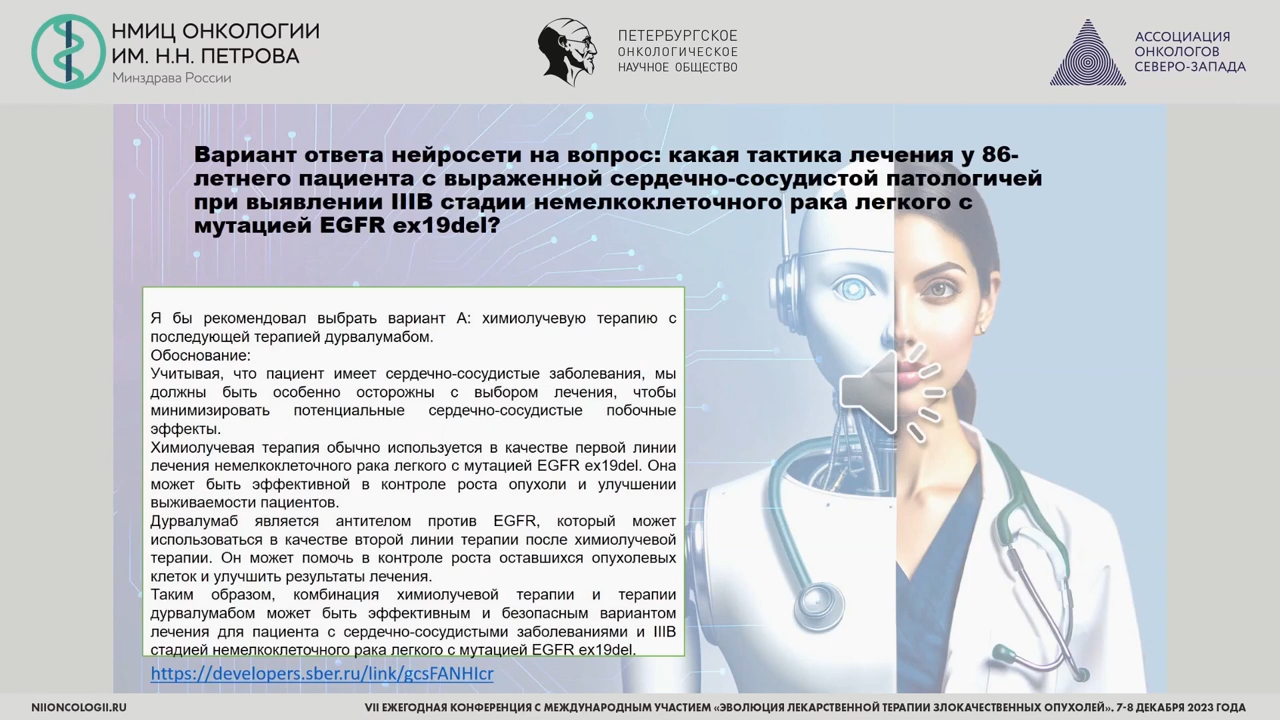 НМИЦ ОНКОЛОГИИ
ИМ. Н.Н. ПЕТРОВА
Минздрава России
ПЕТЕРБУРГСКОЕ
ОНКОЛОГИЧЕСКОЕ
НАУЧНОЕ ОБЩЕСТВО
АССОЦИАЦИЯ
ОНКОЛОГОВ
СЕВЕРО-ЗАПАДА
Вариант ответа нейросети на вопрос: какая тактика лечения у 86-
летнего пациента с выраженной сердечно-сосудистой патологичей
при выявлении IIIB стадии немелкоклеточного рака легкого с
мутацией EGFR ex19del?
Я бы рекомендовал выбрать вариант А: химиолучевую терапию с
последующей терапией дурвалумабом.
Обоснование:
Учитывая, что пациент имеет сердечно-сосудистые заболевания, мы
должны быть особенно осторожны с выбором лечения, чтобы
минимизировать потенциальные сердечно-сосудистые побочные
эффекты.
Химиолучевая терапия обычно используется в качестве первой линии
лечения немелкоклеточного рака легкого с мутацией EGFR ex19del. Она
может быть эффективной в контроле роста опухоли и улучшении
выживаемости пациентов.
Дурвалумаб является антителом против EGFR, который может
использоваться в качестве второй линии терапии после химиолучевой
терапии. Он может помочь в контроле роста оставшихся опухолевых
клеток и улучшить результаты лечения.
Таким образом, комбинация химиолучевой терапии и терапии
дурвалумабом может быть эффективным и безопасным вариантом
лечения для пациента с сердечно-сосудистыми заболеваниями и IIIB
стадией немелкоклеточного рака легкого с мутацией EGFR ex19del.
https://developers.sber.ru/link/gcsFANHIcr
NIIONCOLOGII.RU
VII ЕЖЕГОДНАЯ КОНФЕРЕНЦИЯ С МЕЖДУНАРОДНЫМ УЧАСТИЕМ «ЭВОЛЮЦИЯ ЛЕКАРСТВЕННОЙ ТЕРАПИИ ЗЛОКАЧЕСТВЕННЫХ ОПУХОЛЕЙ». 7-8 ДЕКАБРЯ 2023 ГОДА